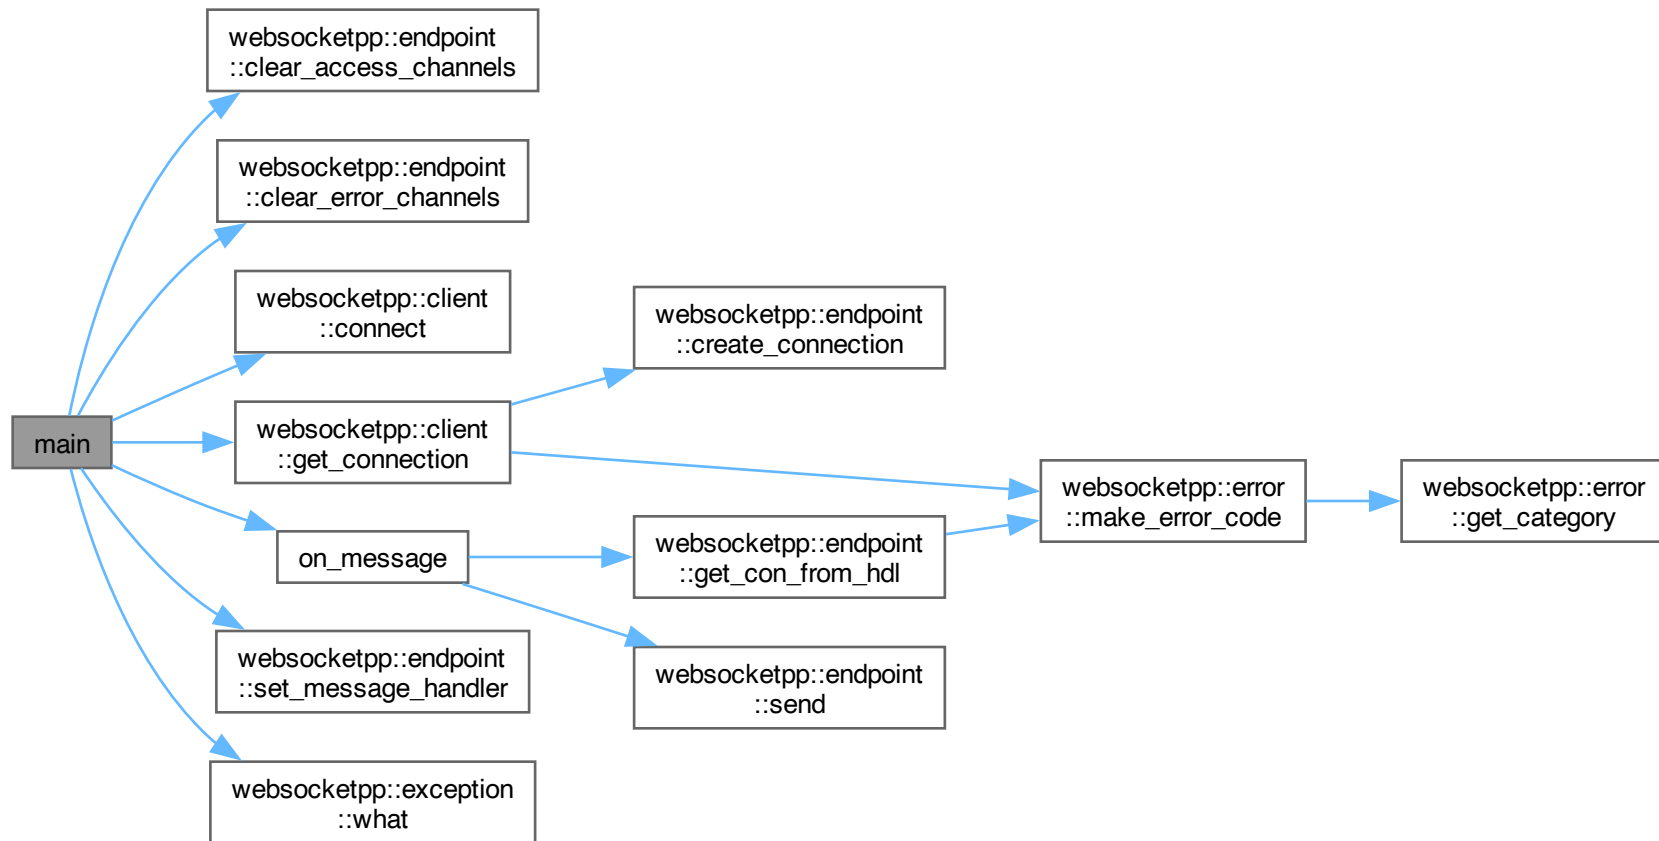 websocketpp::endpoint
::clear_access_channels
websocketpp::endpoint
::clear_error_channels
websocketpp::client
::connect
websocketpp::endpoint
::create_connection
main
websocketpp::client
::get_connection
websocketpp::error
::make_error_code
websocketpp::error
::get_category
on_message
websocketpp::endpoint
::get_con_from_hdl
websocketpp::endpoint
::set_message_handler
websocketpp::endpoint
::send
websocketpp::exception
::what